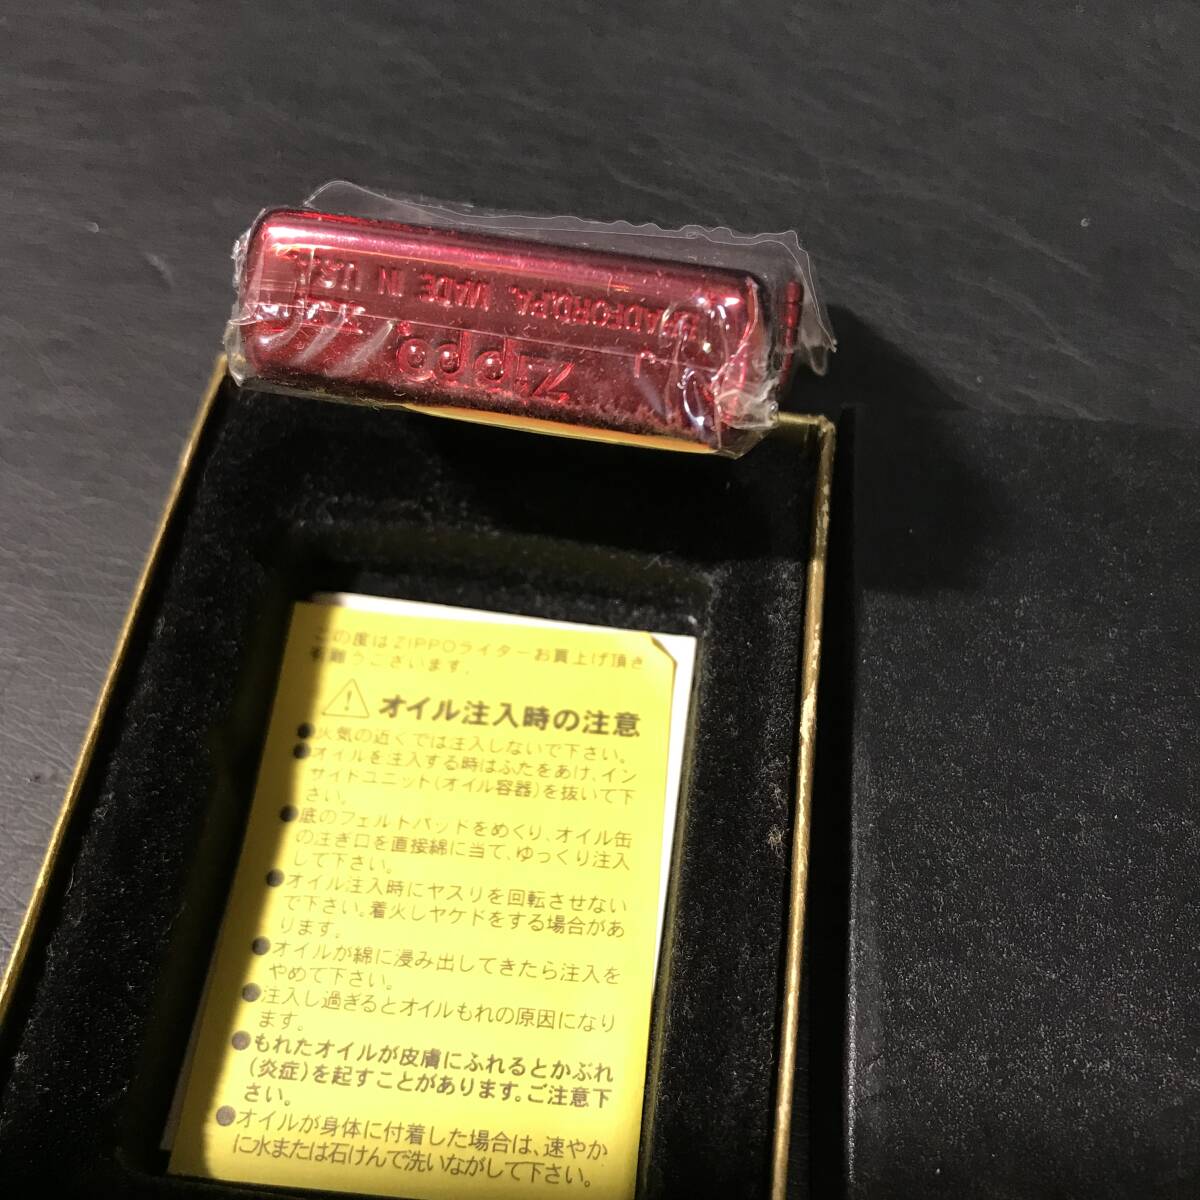 BRADFORD.PA. MADE IN U.S.A.
Zippo
この度はZIPPOライターお買上げ頂き
有難うございます。
オイル注入時の注意
●火気の近くでは注入しないで下さい。
●オイルを注入する時はふたをあけ、イン
サイドユニット(オイル容器)を抜いて下
さい。
●底のフェルトパッドをめくり、オイル缶
の注ぎ口を直接綿に当て、ゆっくり注入
して下さい。
●オイル注入時にヤスリを回転させない
で下さい。着火しヤケドをする場合があ
ります。
●オイルが綿に浸み出してきたら注入を
やめて下さい。
●注入し過ぎるとオイルもれの原因になり
ます。
●もれたオイルが皮膚にふれるとかぶれ
(炎症)を起すことがあります。ご注意下
さい。
●オイルが身体に付着した場合は、速やか
に水または石けんで洗いながして下さい。